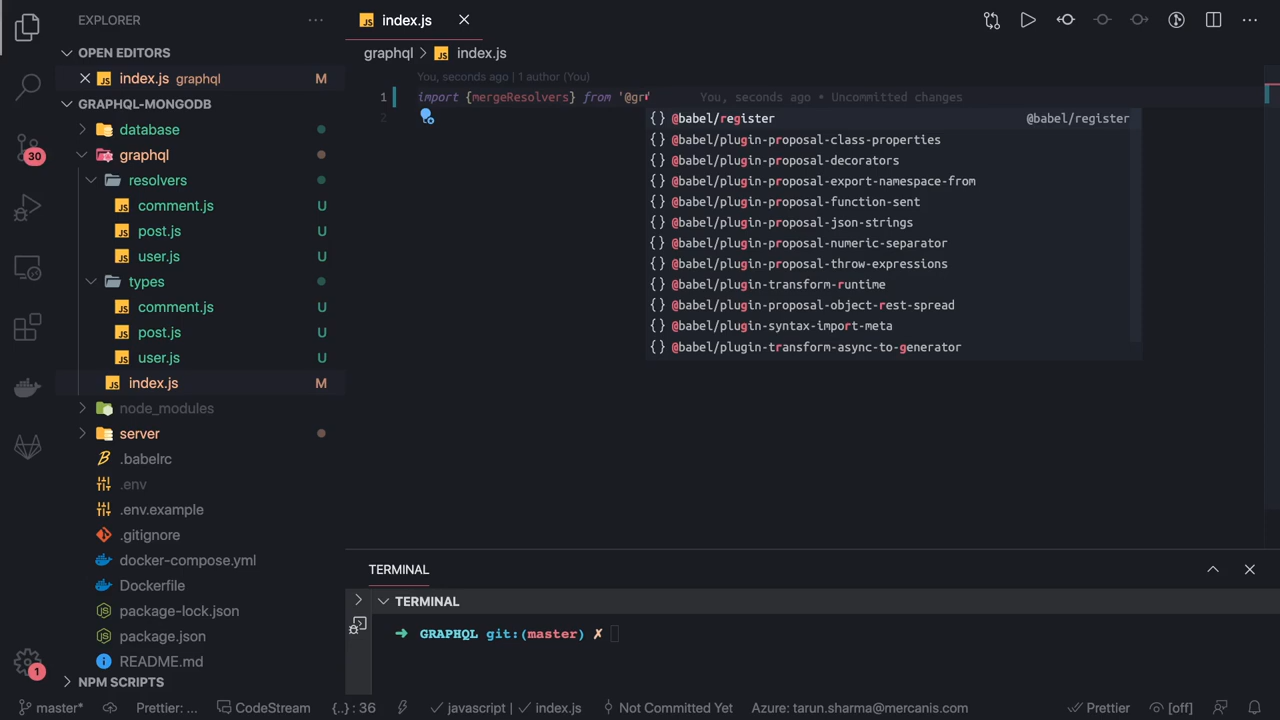 EXPLORER
OPEN EDITORS
index.js graphql M
GRAPHQL-MONGODB
database
graphql
resolvers
comment.js U
post.js U
user.js U
types
comment.js U
post.js U
user.js U
index.js M
node_modules
server
.babelrc
.env
.env.example
.gitignore
docker-compose.yml
Dockerfile
package-lock.json
package.json
README.md
NPM SCRIPTS
30
1
index.js
graphql > index.js
You, seconds ago | 1 author (You)
1 import {mergeResolvers} from '@gr' You, seconds ago • Uncommitted changes
2
{} @babel/register @babel/register
{} @babel/plugin-proposal-class-properties
{} @babel/plugin-proposal-decorators
{} @babel/plugin-proposal-export-namespace-from
{} @babel/plugin-proposal-function-sent
{} @babel/plugin-proposal-json-strings
{} @babel/plugin-proposal-numeric-separator
{} @babel/plugin-proposal-throw-expressions
{} @babel/plugin-transform-runtime
{} @babel/plugin-proposal-object-rest-spread
{} @babel/plugin-syntax-import-meta
{} @babel/plugin-transform-async-to-generator
TERMINAL
TERMINAL
➜ GRAPHQL git:(master) ✗
master* Prettier: ... CodeStream {..} : 36 ✓ javascript | ✓ index.js Not Committed Yet Azure: tarun.sharma@mercanis.com Prettier [off]